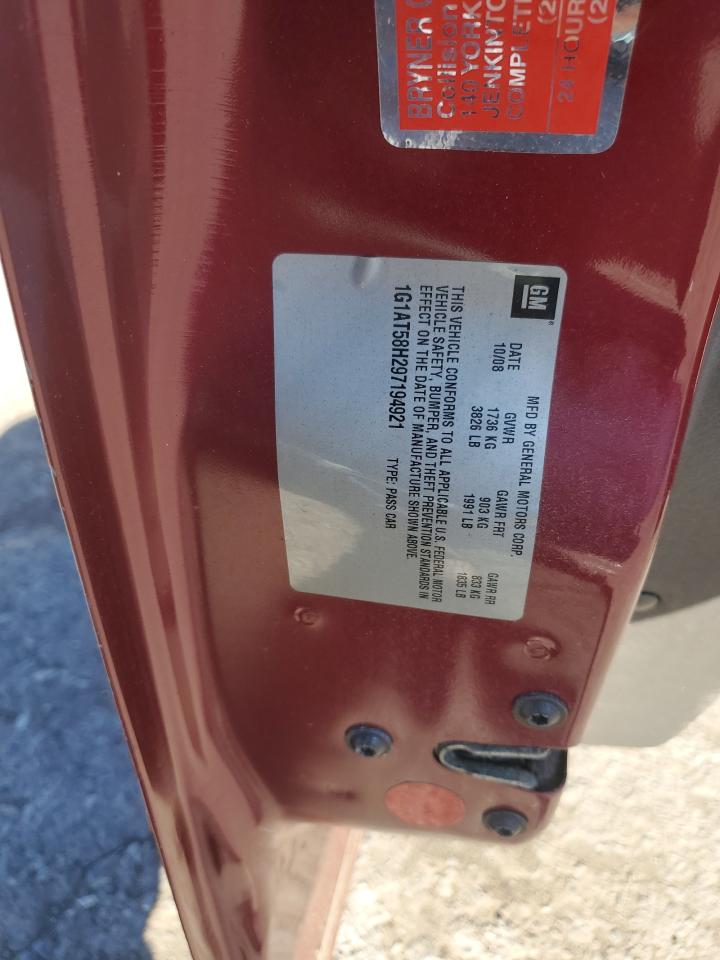 GM
MFD BY GENERAL MOTORS CORP.
DATE GVWR GAWR FRT GAWR RR
10/08 1736 KG 903 KG 833 KG
3826 LB 1991 LB 1835 LB
THIS VEHICLE CONFORMS TO ALL APPLICABLE U.S. FEDERAL MOTOR
VEHICLE SAFETY, BUMPER, AND THEFT PREVENTION STANDARDS IN
EFFECT ON THE DATE OF MANUFACTURE SHOWN ABOVE.
1G1AT58H297194921 TYPE: PASS CAR
BRYNER
Collision
140 YORK
24 HOUR